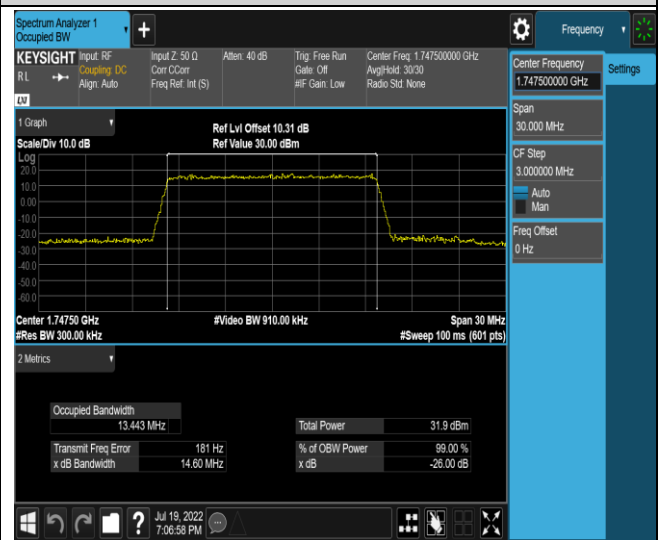 Spectrum Analyzer 1
Occupied BW
Frequency
KEYSIGHT Input: RF Input Z: 50 Ω Atten: 40 dB Trig: Free Run Center Freq: 1.747500000 GHz
RL Coupling: DC Corr CCorr Gate: Off Avg|Hold: 30/30
Align: Auto Freq Ref: Int (S) #IF Gain: Low Radio Std: None
LXI
Center Frequency
1.747500000 GHz
Settings
Span
30.000 MHz
CF Step
3.000000 MHz
Auto
Man
Freq Offset
0 Hz
1 Graph
Ref Lvl Offset 10.31 dB
Scale/Div 10.0 dB Ref Value 30.00 dBm
Log
20.0
10.0
0.00
-10.0
-20.0
-30.0
-40.0
-50.0
-60.0
Center 1.74750 GHz #Video BW 910.00 kHz Span 30 MHz
#Res BW 300.00 kHz #Sweep 100 ms (601 pts)
2 Metrics
Occupied Bandwidth
13.443 MHz
Total Power 31.9 dBm
Transmit Freq Error 181 Hz % of OBW Power 99.00 %
x dB Bandwidth 14.60 MHz x dB -26.00 dB
?
Jul 19, 2022
7:06:58 PM